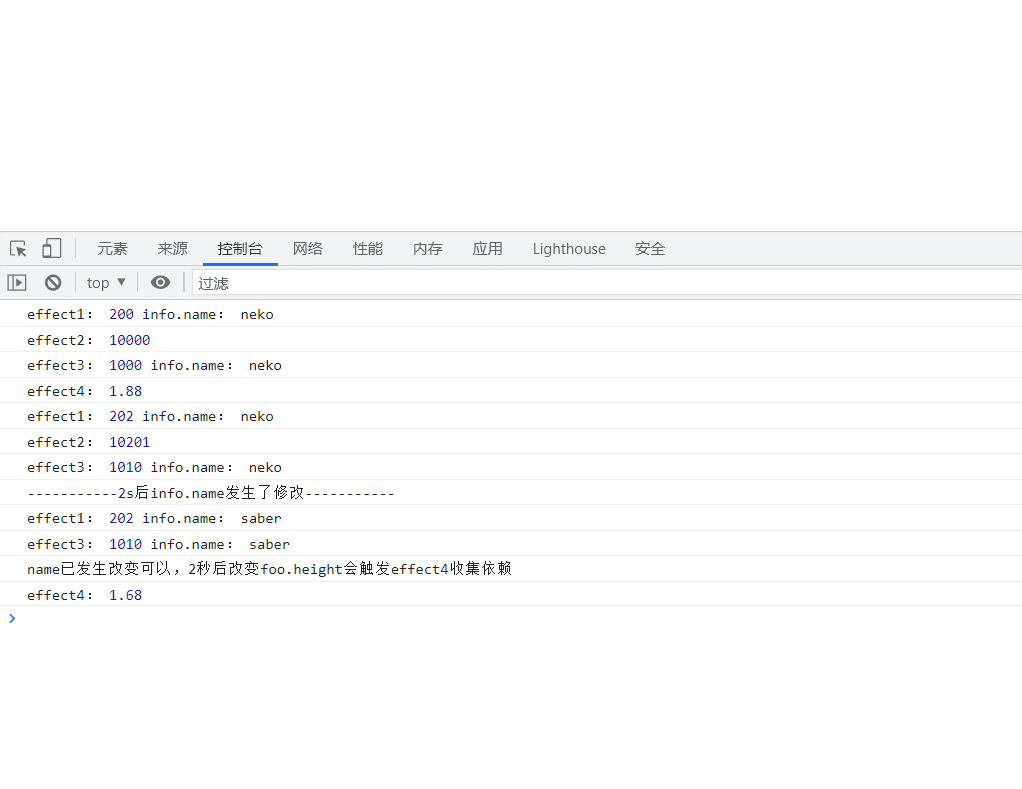 元素 来源 控制台 网络 性能 内存 应用 Lighthouse 安全
top ▼ 过滤
effect1： 200 info.name： neko
effect2： 10000
effect3： 1000 info.name： neko
effect4： 1.88
effect1： 202 info.name： neko
effect2： 10201
effect3： 1010 info.name： neko
-----------2s后info.name发生了修改-----------
effect1： 202 info.name： saber
effect3： 1010 info.name： saber
name已发生改变可以，2秒后改变foo.height会触发effect4收集依赖
effect4： 1.68